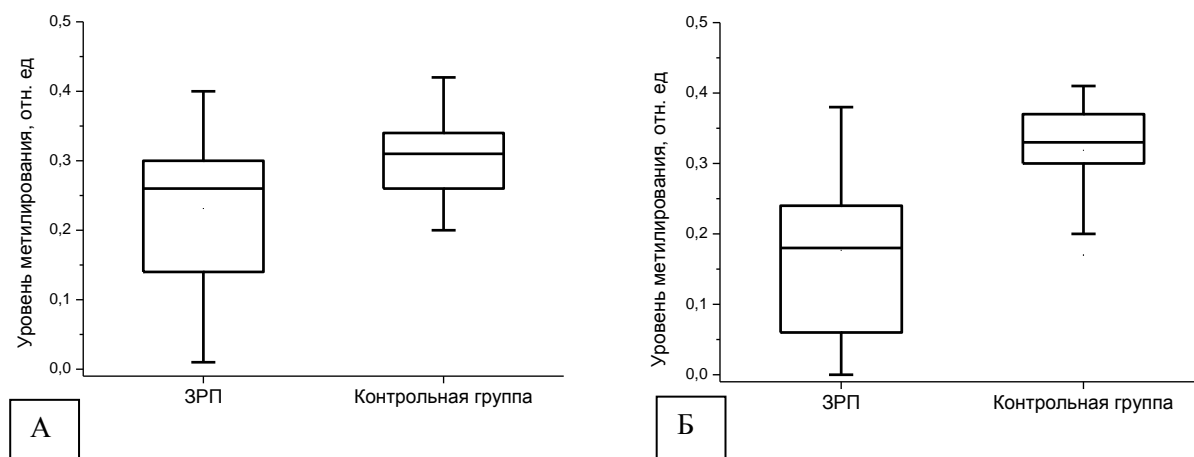 Уровень метилирования, отн. ед
0,5
0,4
0,3
0,2
0,1
0,0
ЗРП
Контрольная группа
А
Уровень метилирования, отн. ед
0,5
0,4
0,3
0,2
0,1
0,0
ЗРП
Контрольная группа
Б